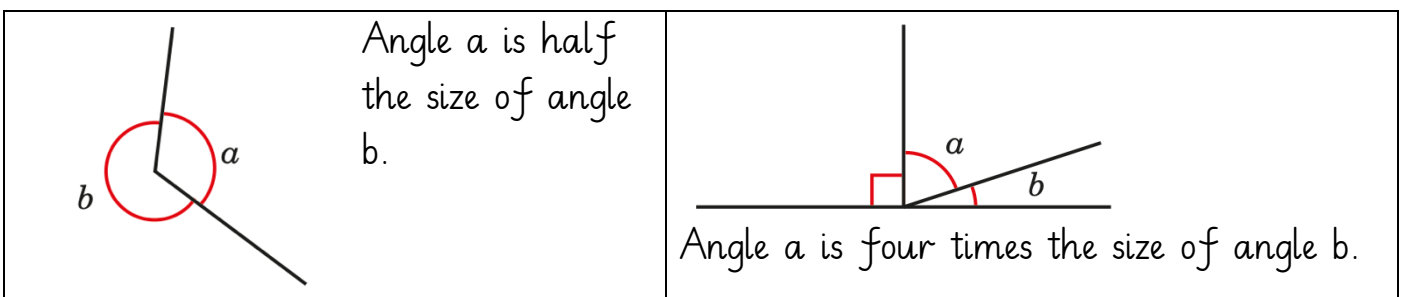 Angle a is half
the size of angle
b.
a
b
a
b
Angle a is four times the size of angle b.